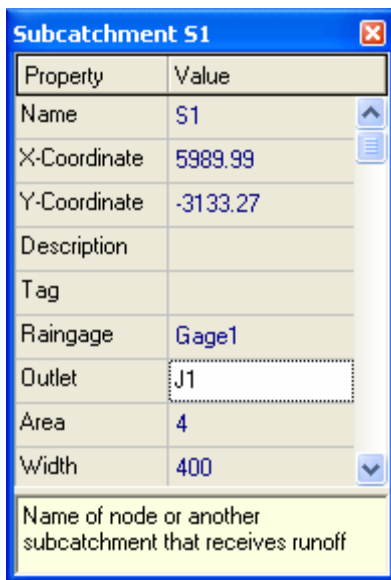 Subcatchment S1
Property Value
Name S1
X-Coordinate 5989.99
Y-Coordinate -3133.27
Description
Tag
Raingage Gage1
Outlet J1
Area 4
Width 400
Name of node or another
subcatchment that receives runoff